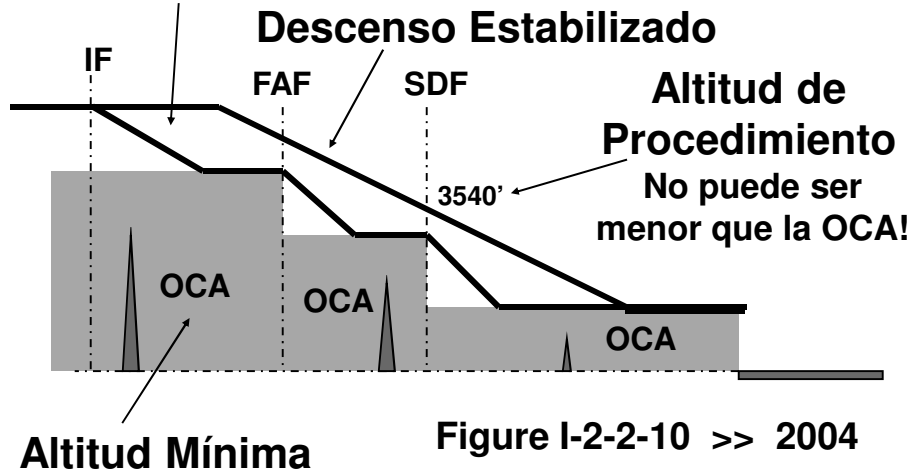 Descenso Estabilizado
IF
FAF
SDF
Altitud de
Procedimiento
3540’
No puede ser
menor que la OCA!
OCA
OCA
OCA
Altitud Mínima
Figure I-2-2-10 >> 2004